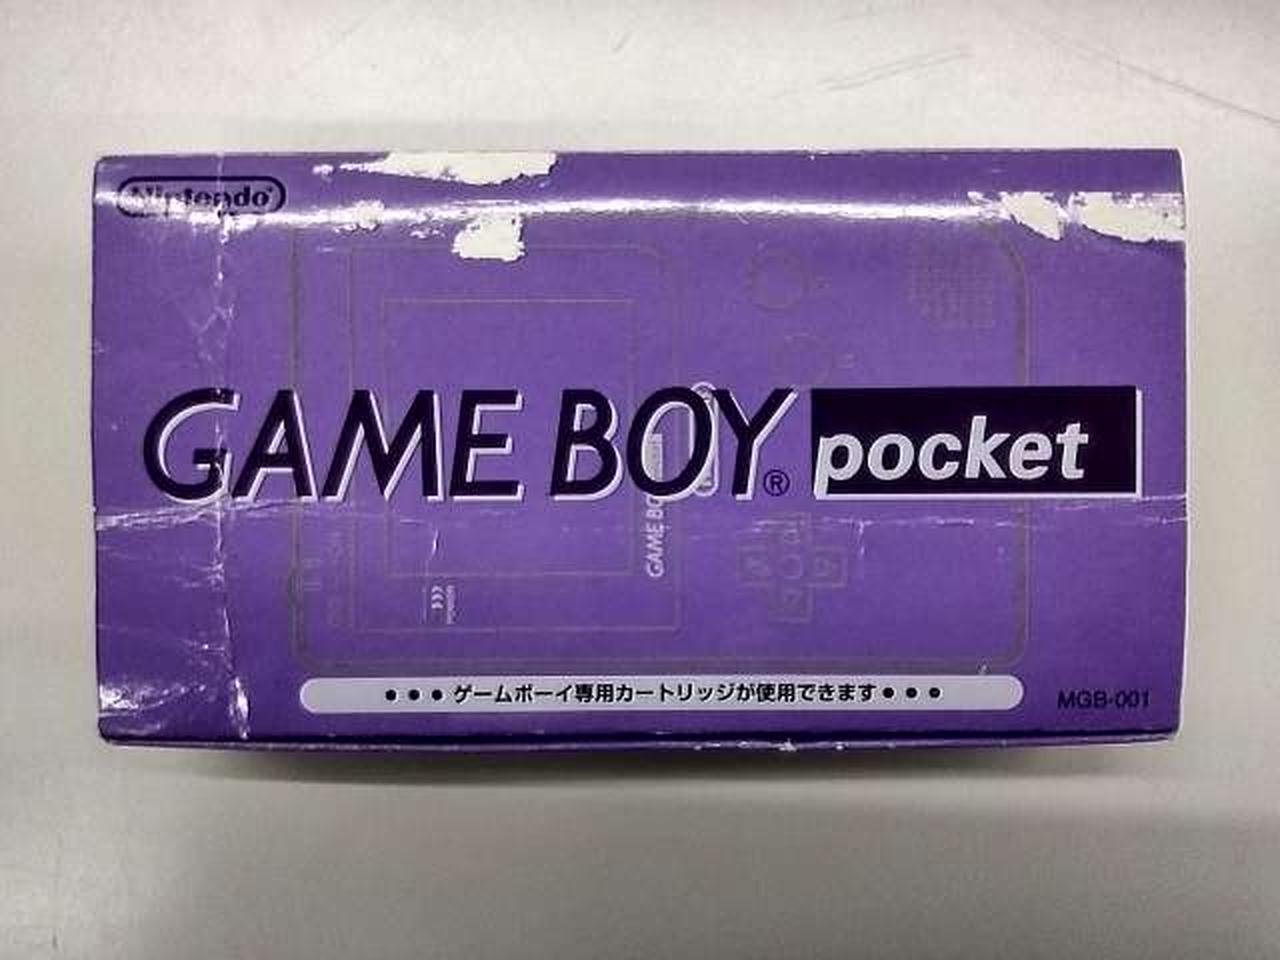 Nintendo®
GAME BOY® pocket
GAME BOY
POWER
•••ゲームボーイ専用カートリッジが使用できます•••
MGB-001